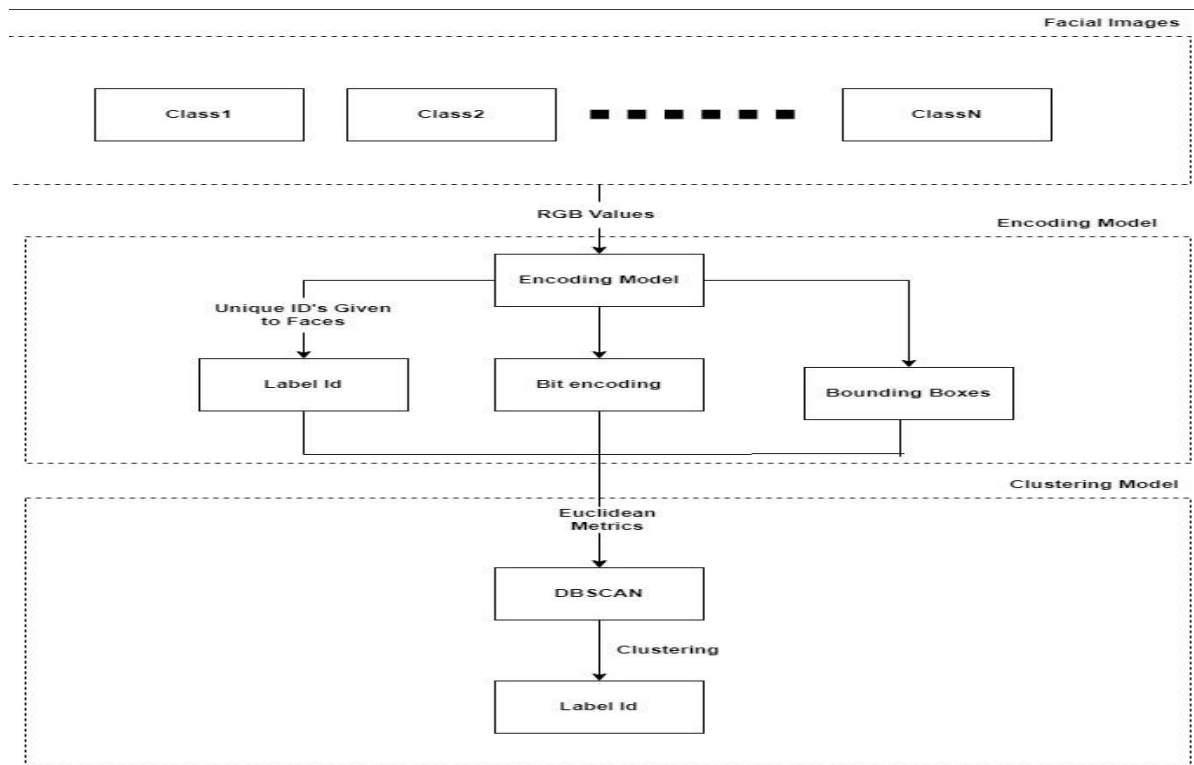 Facial Images
Class1
Class2
ClassN
RGB Values
Encoding Model
Encoding Model
Unique ID's Given
to Faces
Label Id
Bit encoding
Bounding Boxes
Clustering Model
Euclidean
Metrics
DBSCAN
Clustering
Label Id